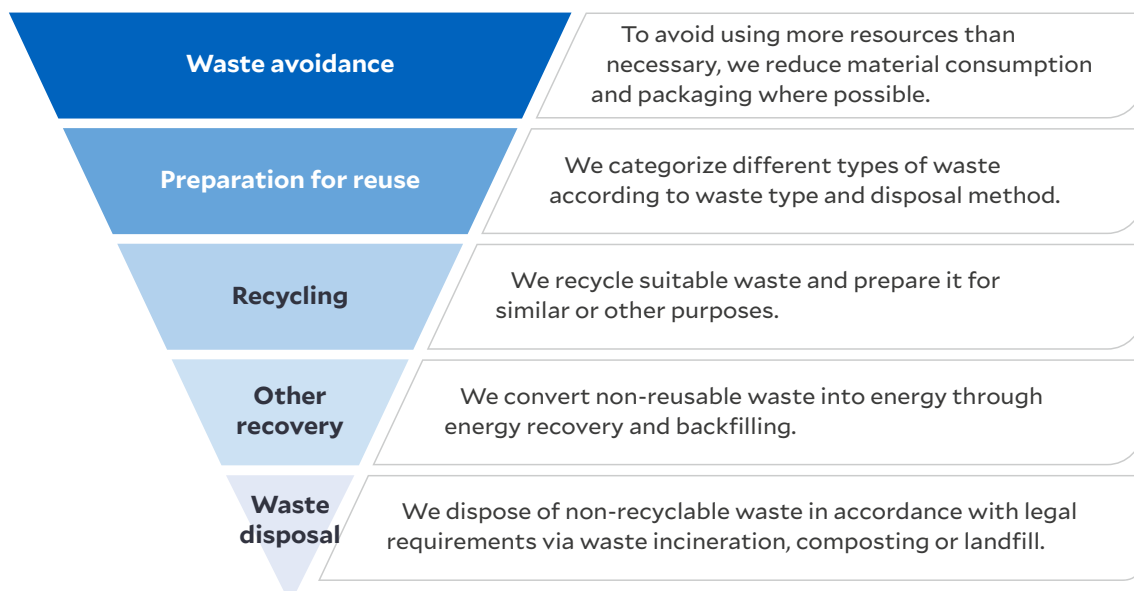 Waste avoidance
To avoid using more resources than
necessary, we reduce material consumption
and packaging where possible.
Preparation for reuse
We categorize different types of waste
according to waste type and disposal method.
Recycling
We recycle suitable waste and prepare it for
similar or other purposes.
Other
recovery
We convert non-reusable waste into energy through
energy recovery and backfilling.
Waste
disposal
We dispose of non-recyclable waste in accordance with legal
requirements via waste incineration, composting or landfill.